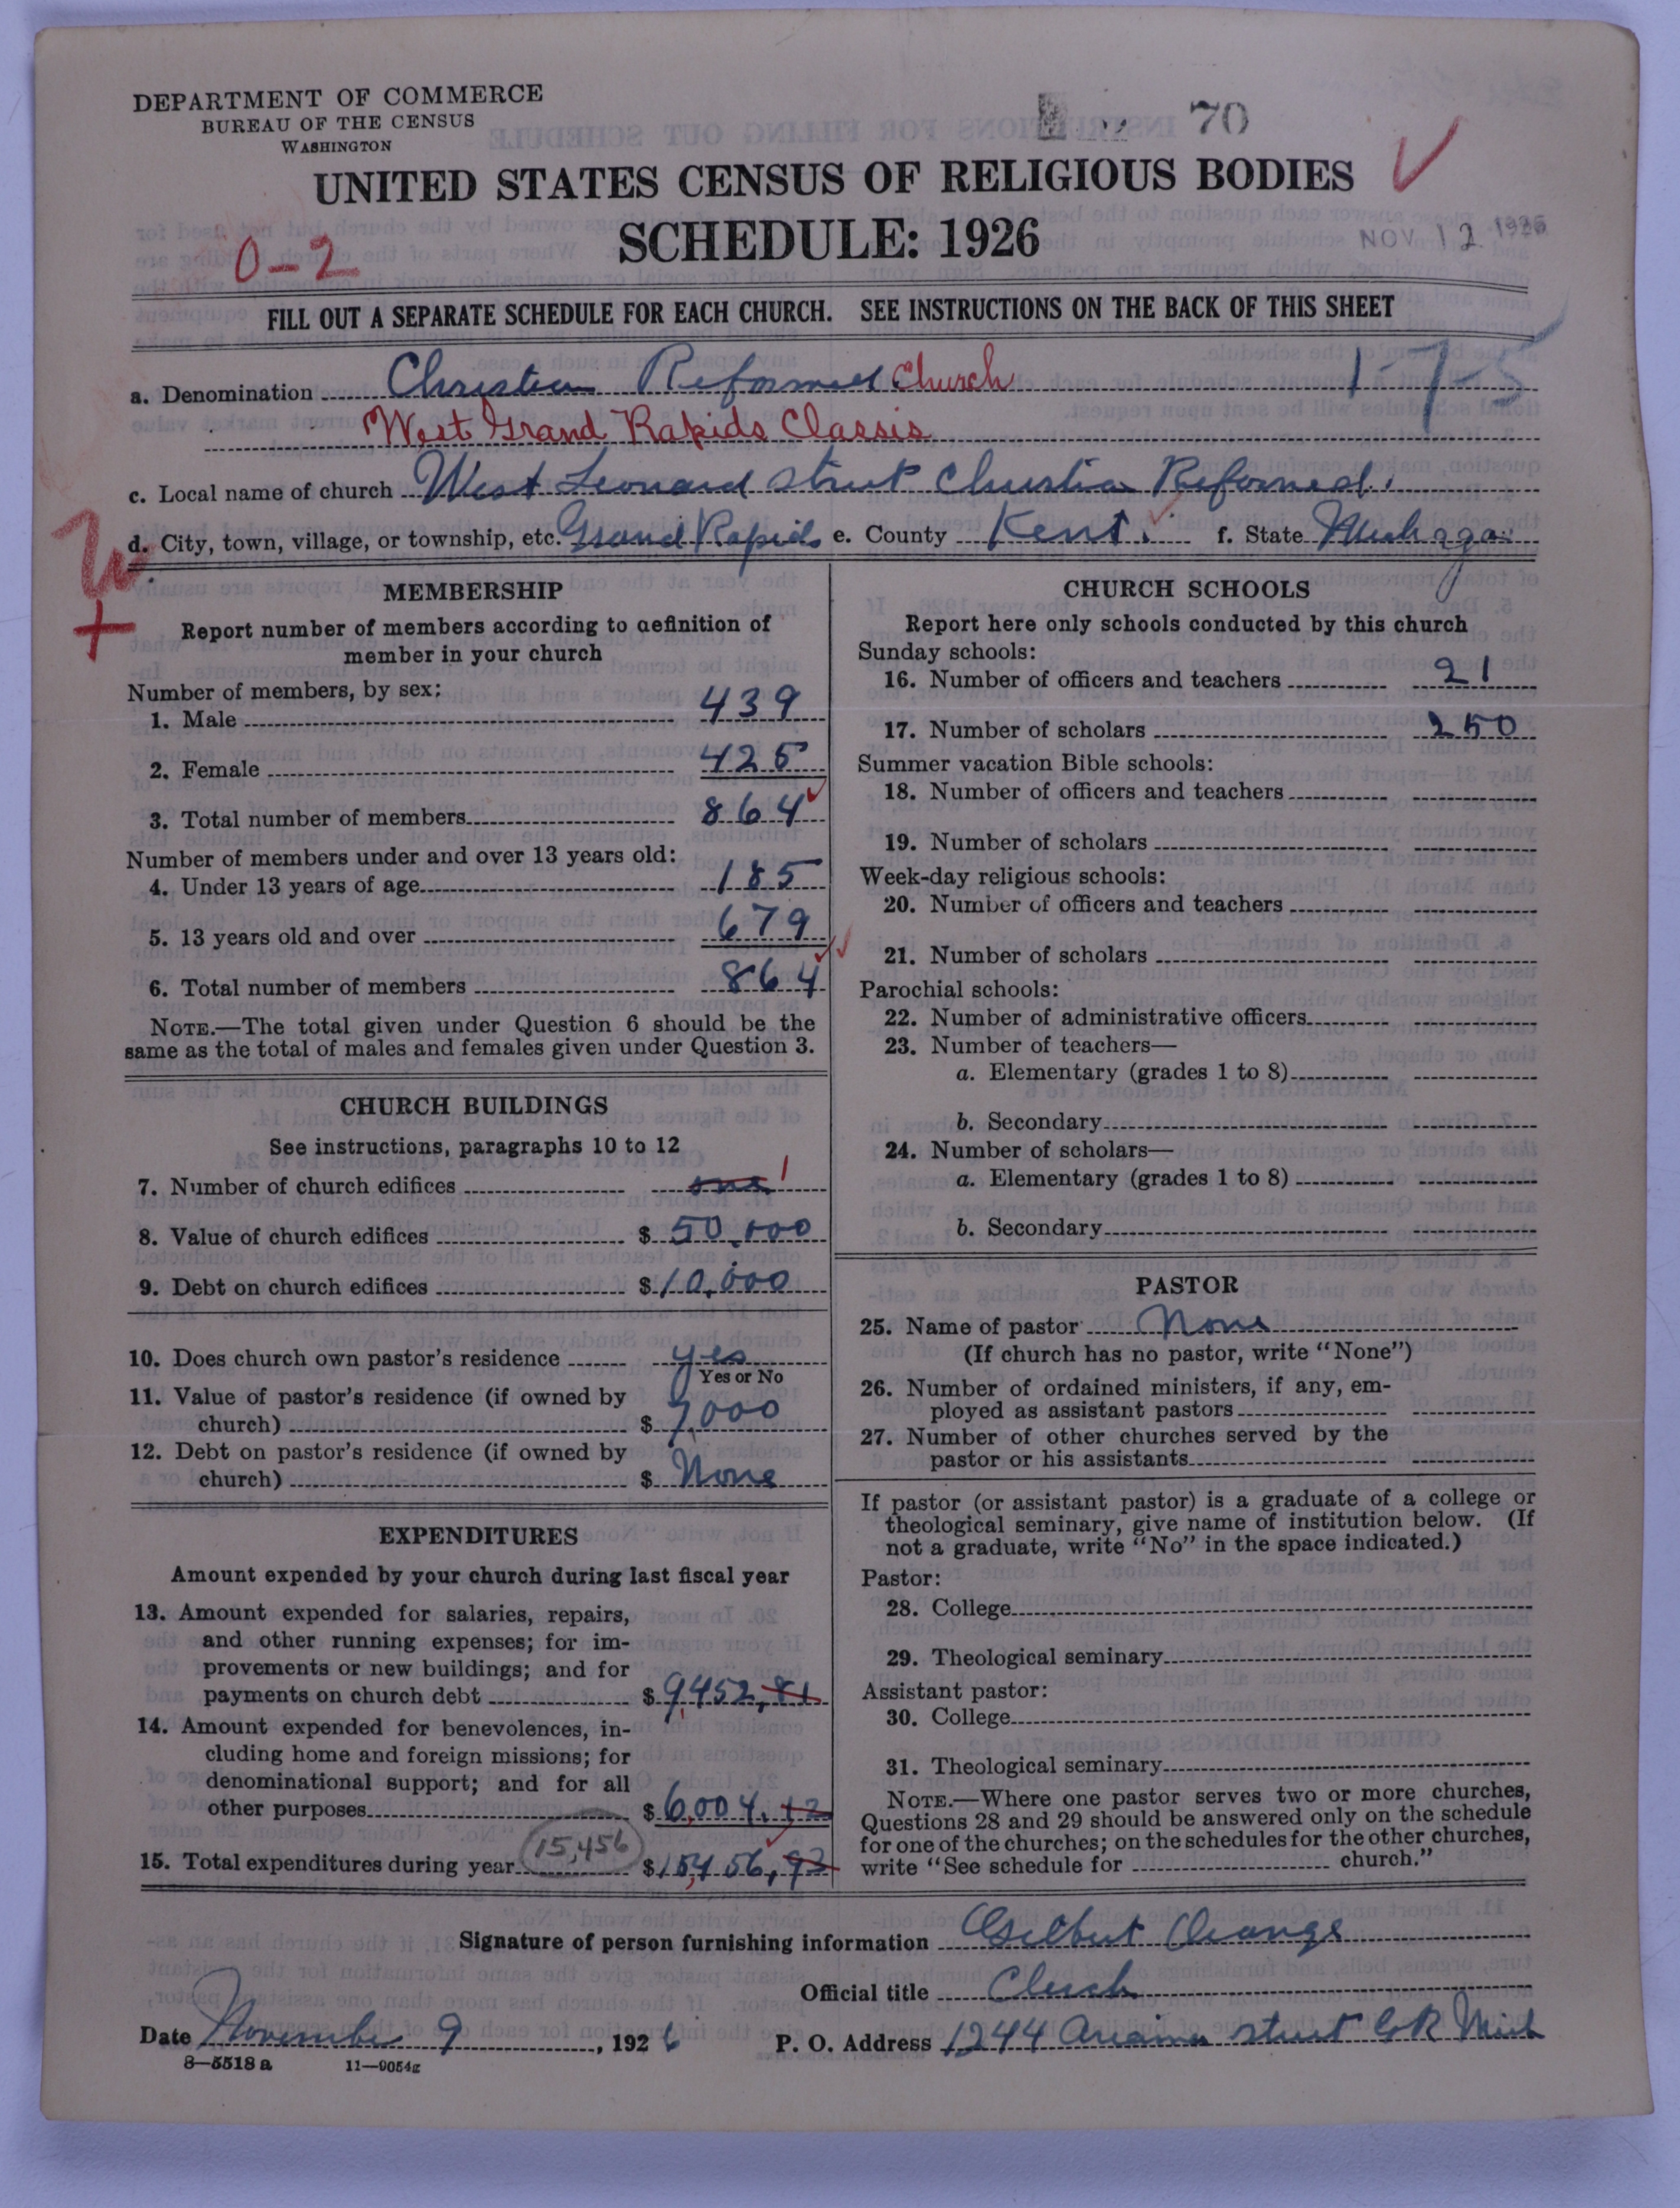 DEPARTMENT OF COMMERCE
BUREAU OF THE CENSUS
WASHINGTON
70
UNITED STATES CENSUS OF RELIGIOUS BODIES
SCHEDULE: 1926
NOV 12 1926
0-2
FILL OUT A SEPARATE SCHEDULE FOR EACH CHURCH. SEE INSTRUCTIONS ON THE BACK OF THIS SHEET
1-7-5
a. Denomination Christian Reformed Church
West Grand Rapids Classis
c. Local name of church West Leonard Street Christian Reformed.
d. City, town, village, or township, etc. Grand Rapids e. County Kent. f. State Michigan
W
+
MEMBERSHIP
Report number of members according to definition of
member in your church
Number of members, by sex:
1. Male 439
2. Female 425
3. Total number of members 864
Number of members under and over 13 years old:
4. Under 13 years of age 185
5. 13 years old and over 679
6. Total number of members 864
NOTE.—The total given under Question 6 should be the
same as the total of males and females given under Question 3.
CHURCH BUILDINGS
See instructions, paragraphs 10 to 12
7. Number of church edifices one 1
8. Value of church edifices $ 50,000
9. Debt on church edifices $ 10,000
10. Does church own pastor's residence yes
Yes or No
11. Value of pastor's residence (if owned by
church) $ 7,000
12. Debt on pastor's residence (if owned by
church) $ None
EXPENDITURES
Amount expended by your church during last fiscal year
13. Amount expended for salaries, repairs,
and other running expenses; for im-
provements or new buildings; and for
payments on church debt $ 9,452,81
14. Amount expended for benevolences, in-
cluding home and foreign missions; for
denominational support; and for all
other purposes $ 6,004.12
15,456
15. Total expenditures during year $ 15,456,93
CHURCH SCHOOLS
Report here only schools conducted by this church
Sunday schools:
16. Number of officers and teachers 21
17. Number of scholars 250
Summer vacation Bible schools:
18. Number of officers and teachers
19. Number of scholars
Week-day religious schools:
20. Number of officers and teachers
21. Number of scholars
Parochial schools:
22. Number of administrative officers
23. Number of teachers—
a. Elementary (grades 1 to 8)
b. Secondary
24. Number of scholars—
a. Elementary (grades 1 to 8)
b. Secondary
PASTOR
25. Name of pastor None
(If church has no pastor, write "None")
26. Number of ordained ministers, if any, em-
ployed as assistant pastors
27. Number of other churches served by the
pastor or his assistants
If pastor (or assistant pastor) is a graduate of a college or
theological seminary, give name of institution below. (If
not a graduate, write "No" in the space indicated.)
Pastor:
28. College
29. Theological seminary
Assistant pastor:
30. College
31. Theological seminary
NOTE.—Where one pastor serves two or more churches,
Questions 28 and 29 should be answered only on the schedule
for one of the churches; on the schedules for the other churches,
write "See schedule for church."
Signature of person furnishing information Gilbert
Official title Clerk
Date November 9, 1926 P. O. Address 1244 street GR Mich
8—5518 a 11—9054g